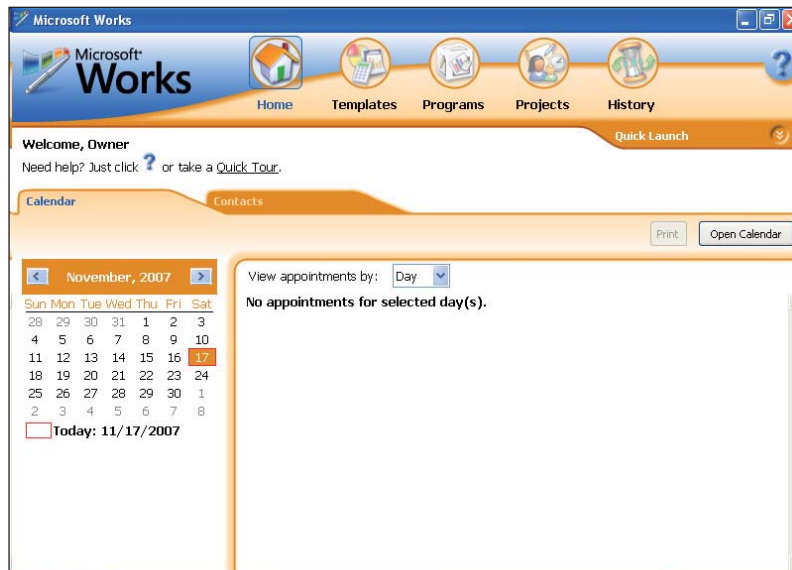 Microsoft Works
Microsoft
Works
Home Templates Programs Projects History
Quick Launch
Welcome, Owner
Need help? Just click ? or take a Quick Tour.
Calendar Contacts
Print Open Calendar
November, 2007
View appointments by: Day
Sun Mon Tue Wed Thu Fri Sat
No appointments for selected day(s).
28 29 30 31 1 2 3
4 5 6 7 8 9 10
11 12 13 14 15 16 17
18 19 20 21 22 23 24
25 26 27 28 29 30 1
2 3 4 5 6 7 8
Today: 11/17/2007